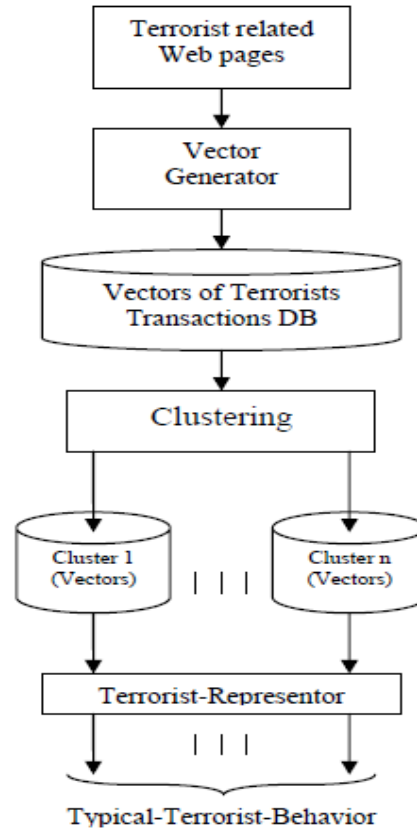 Terrorist related
Web pages
Vector
Generator
Vectors of Terrorists
Transactions DB
Clustering
Cluster 1
(Vectors)
Cluster n
(Vectors)
Terrorist-Representor
Typical-Terrorist-Behavior